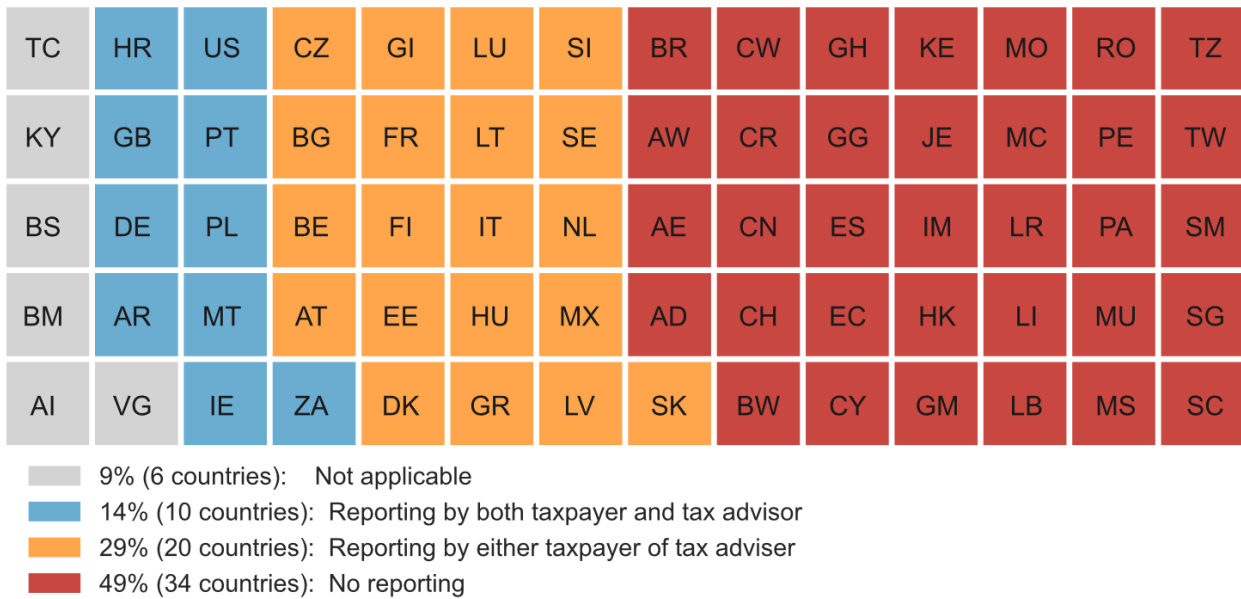 TC HR US CZ GI LU SI BR CW GH KE MO RO TZ
KY GB PT BG FR LT SE AW CR GG JE MC PE TW
BS DE PL BE FI IT NL AE CN ES IM LR PA SM
BM AR MT AT EE HU MX AD CH EC HK LI MU SG
AI VG IE ZA DK GR LV SK BW CY GM LB MS SC
9% (6 countries): Not applicable
14% (10 countries): Reporting by both taxpayer and tax advisor
29% (20 countries): Reporting by either taxpayer of tax adviser
49% (34 countries): No reporting